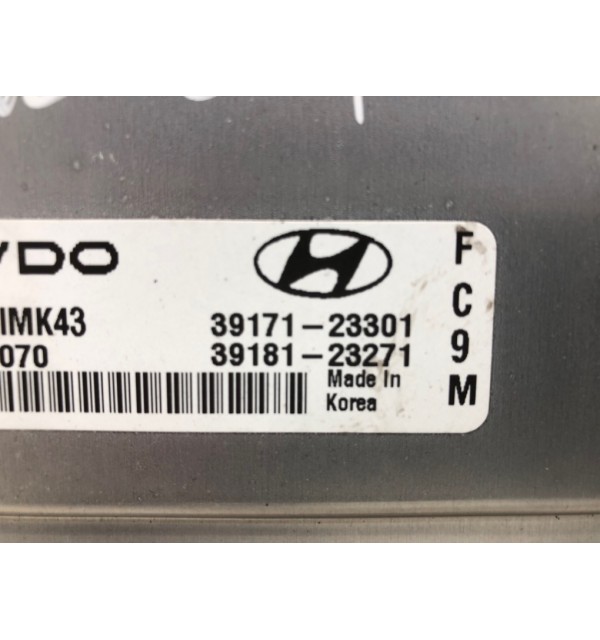 VDO
IMK43 39171-23301
070 39181-23271
Made In
Korea
F
C
9
M